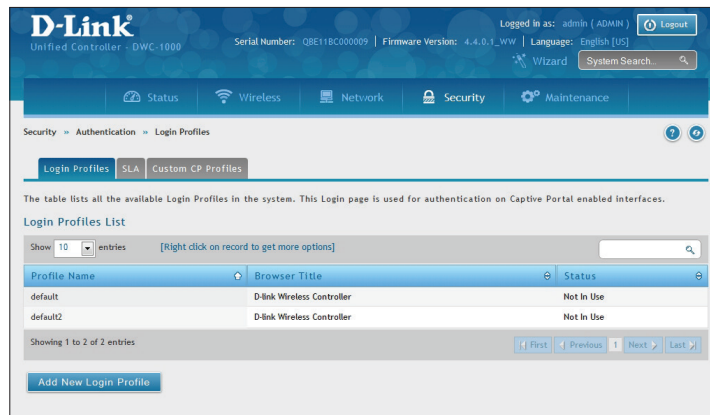 D-Link
Unified Controller - DWC-1000
Logged in as: admin ( ADMIN ) Logout
Serial Number: QBE11BC000009 | Firmware Version: 4.4.0.1_WW | Language: English [US]
Wizard System Search..
Status Wireless Network Security Maintenance
Security » Authentication » Login Profiles
Login Profiles SLA Custom CP Profiles
The table lists all the available Login Profiles in the system. This Login page is used for authentication on Captive Portal enabled interfaces.
Login Profiles List
Show 10 entries [Right click on record to get more options]
Profile Name Browser Title Status
default D-link Wireless Controller Not In Use
default2 D-link Wireless Controller Not In Use
Showing 1 to 2 of 2 entries First Previous 1 Next Last
Add New Login Profile